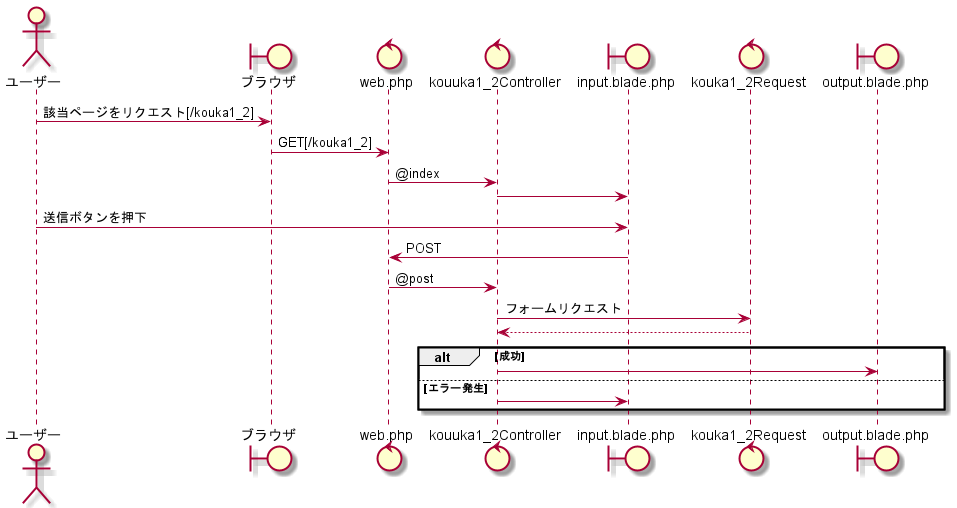 ユーザー
ブラウザ
web.php
kouuka1_2Controller
input.blade.php
kouka1_2Request
output.blade.php
該当ページをリクエスト[/kouka1_2]
GET[/kouka1_2]
@index
送信ボタンを押下
POST
@post
フォームリクエスト
alt
[成功]
[エラー発生]
ユーザー
ブラウザ
web.php
kouuka1_2Controller
input.blade.php
kouka1_2Request
output.blade.php